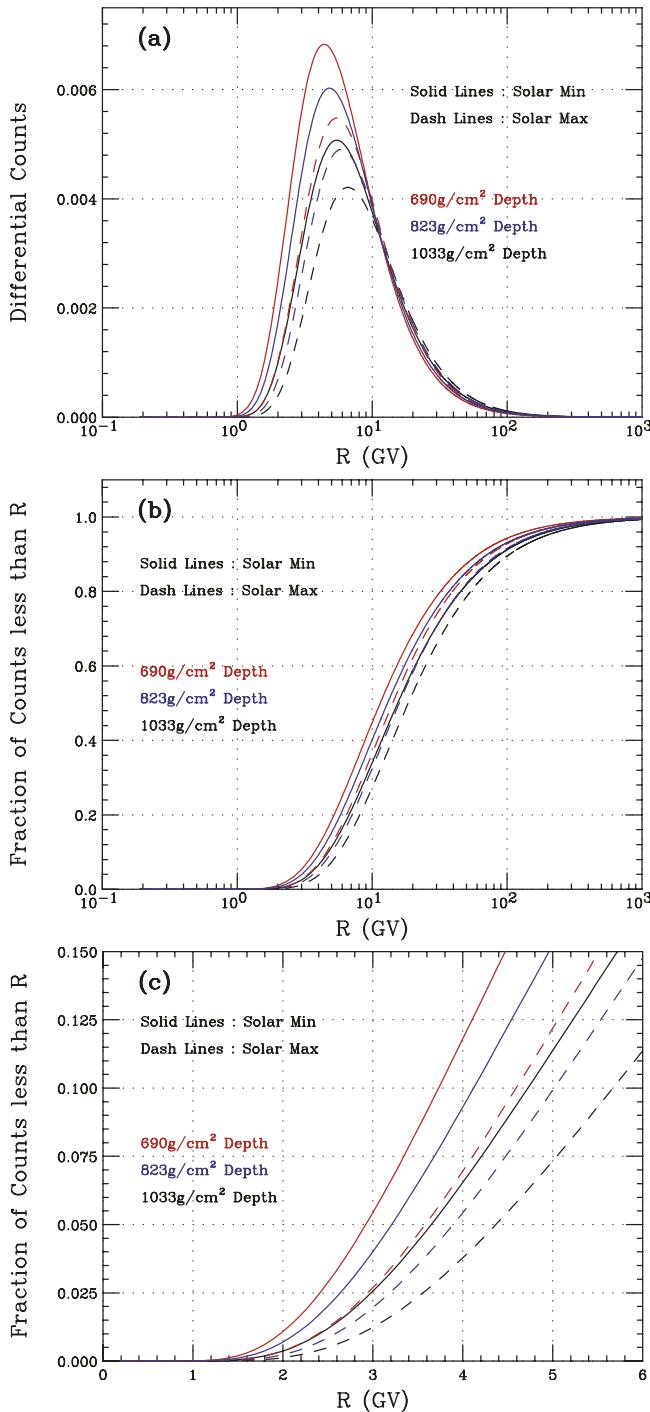 (a)
Differential Counts
0.006
0.004
0.002
0.000
Solid Lines : Solar Min
Dash Lines : Solar Max
690g/cm² Depth
823g/cm² Depth
1033g/cm² Depth
10⁻¹ 10⁰ 10¹ 10² 10³
R (GV)
(b)
Fraction of Counts less than R
1.0
0.8
0.6
0.4
0.2
0.0
Solid Lines : Solar Min
Dash Lines : Solar Max
690g/cm² Depth
823g/cm² Depth
1033g/cm² Depth
10⁻¹ 10⁰ 10¹ 10² 10³
R (GV)
(c)
Fraction of Counts less than R
0.150
0.125
0.100
0.075
0.050
0.025
0.000
Solid Lines : Solar Min
Dash Lines : Solar Max
690g/cm² Depth
823g/cm² Depth
1033g/cm² Depth
0 1 2 3 4 5 6
R (GV)